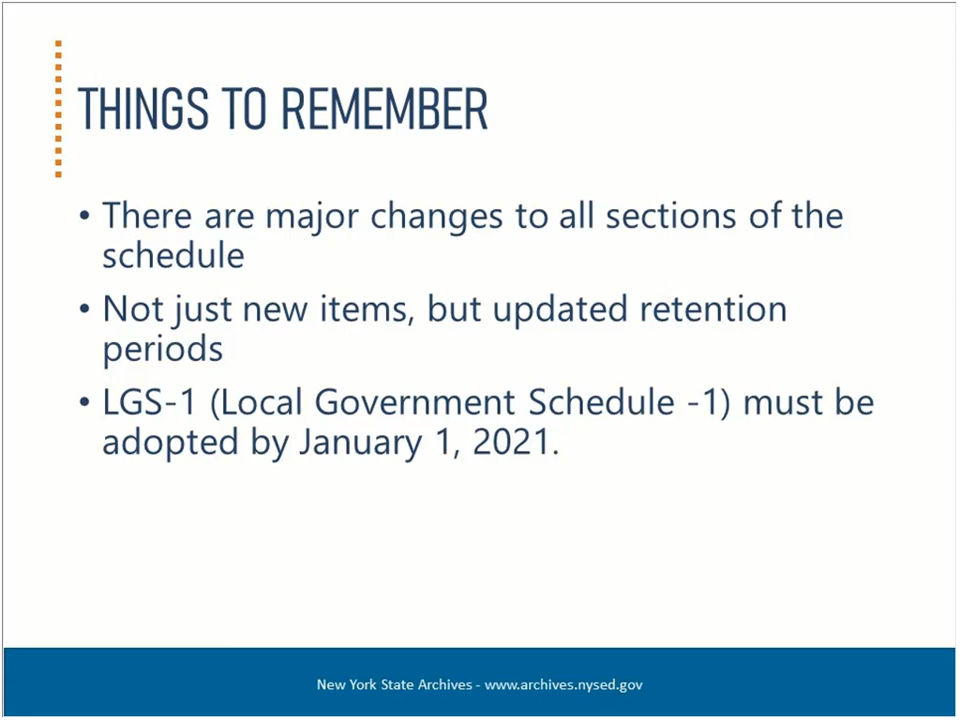 THINGS TO REMEMBER
• There are major changes to all sections of the
schedule
• Not just new items, but updated retention
periods
• LGS-1 (Local Government Schedule -1) must be
adopted by January 1, 2021.
New York State Archives - www.archives.nysed.gov